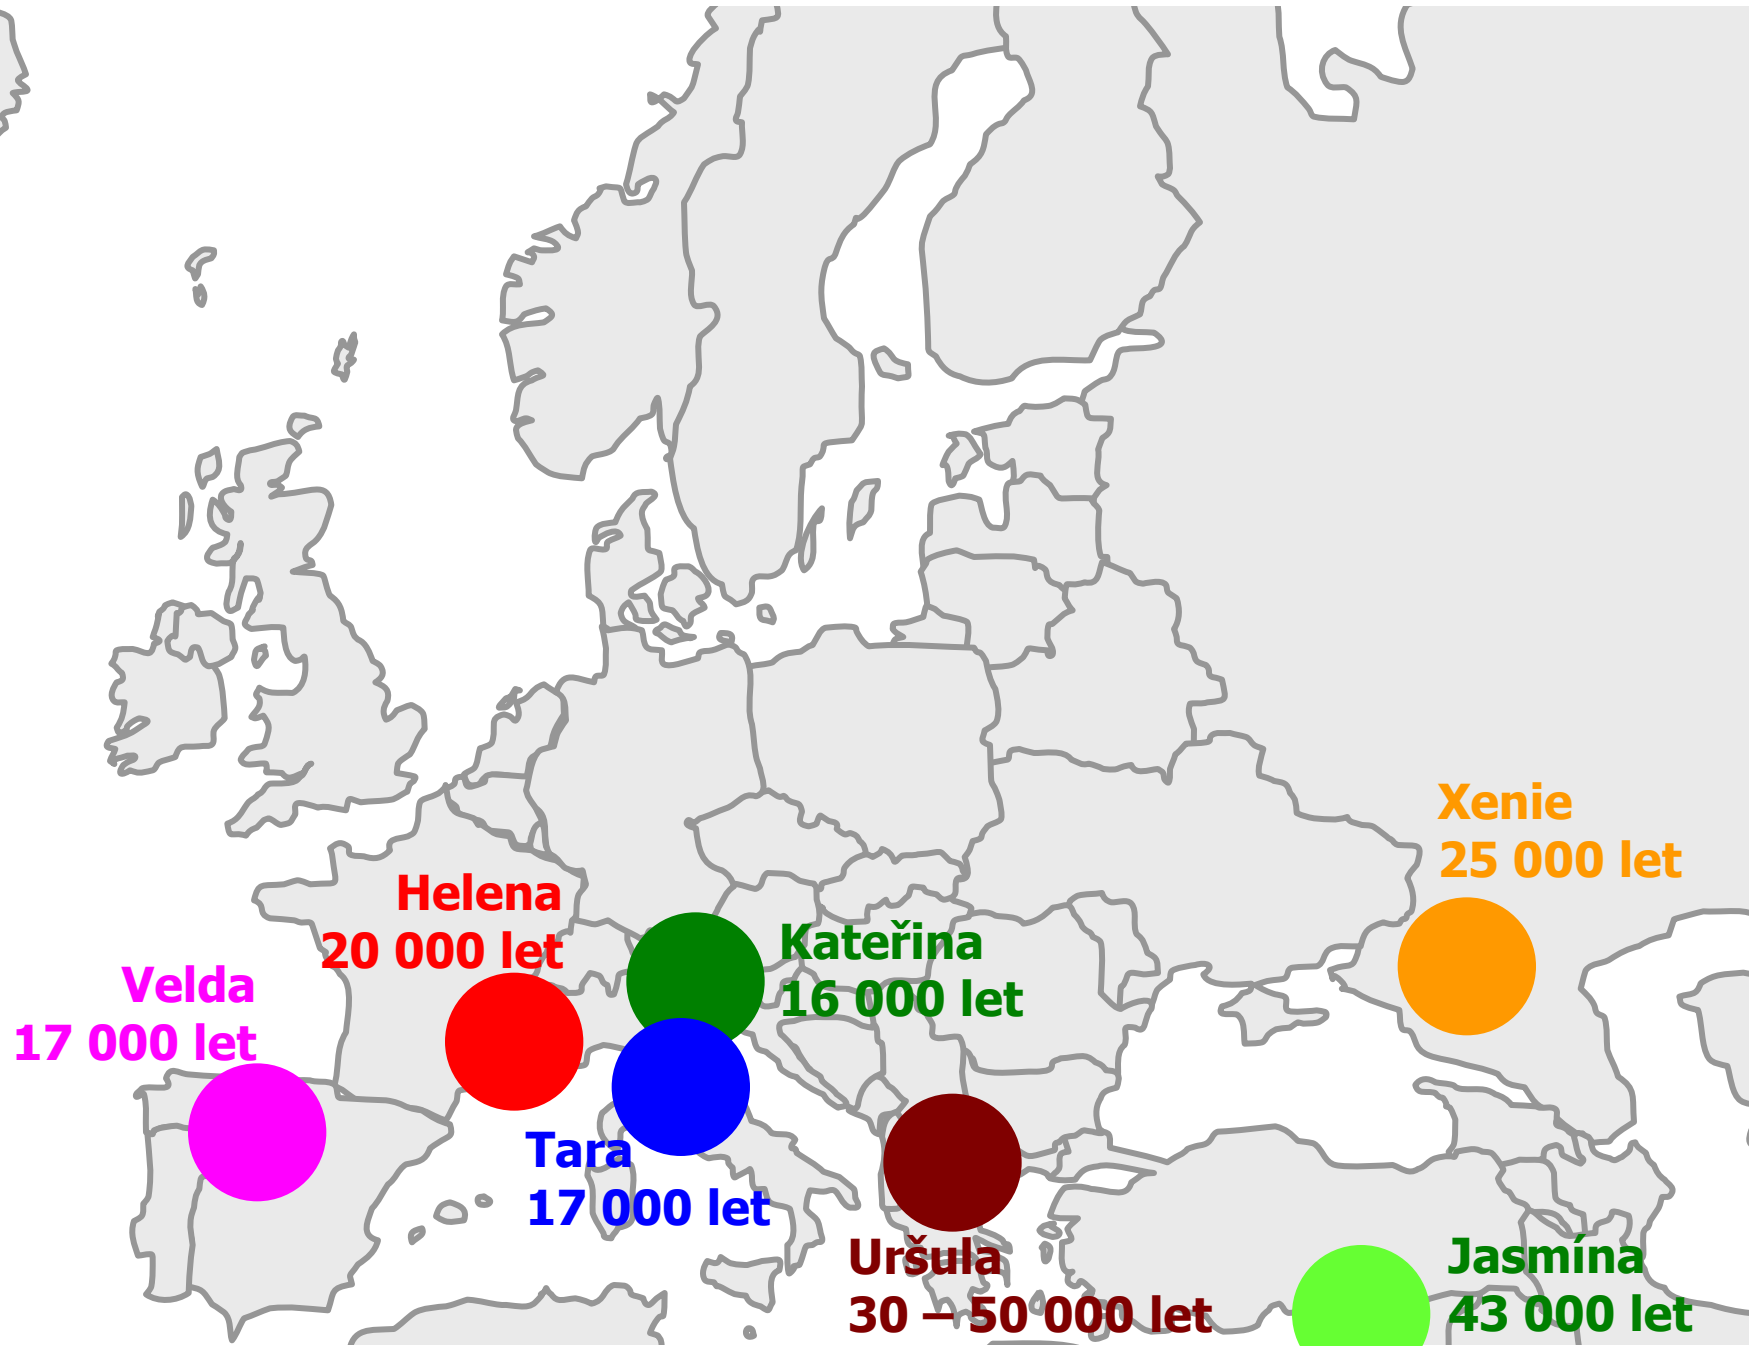 Xenie
25 000 let
Helena
20 000 let
Kateřina
16 000 let
Velda
17 000 let
Tara
17 000 let
Uršula
30 – 50 000 let
Jasmína
43 000 let